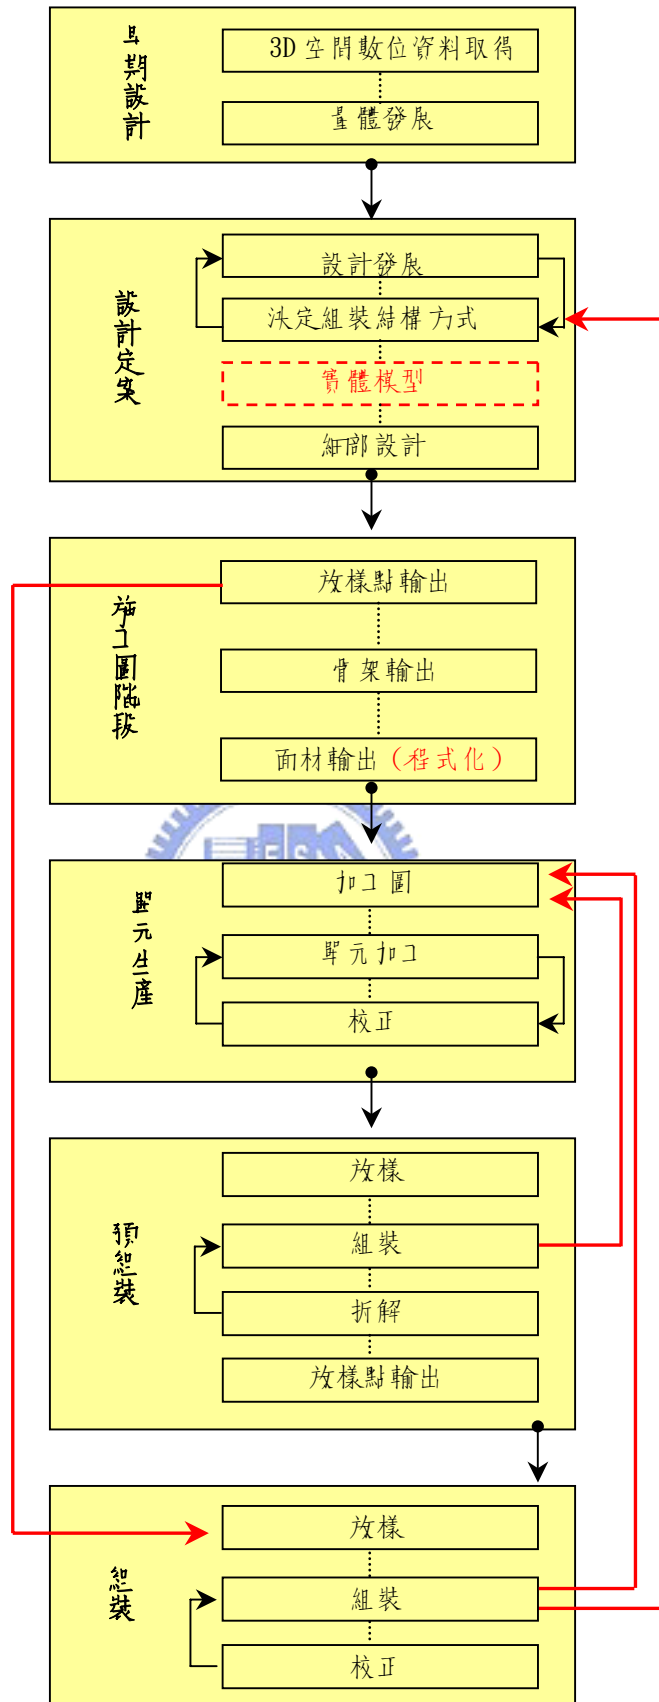 早期設計
3D 空間數位資料取得
量體發展
設計定案
設計發展
決定組裝結構方式
實體模型
細部設計
施工圖階段
放樣點輸出
骨架輸出
面材輸出(程式化)
單元生產
加工圖
單元加工
校正
預組裝
放樣
組裝
拆解
放樣點輸出
組裝
放樣
組裝
校正